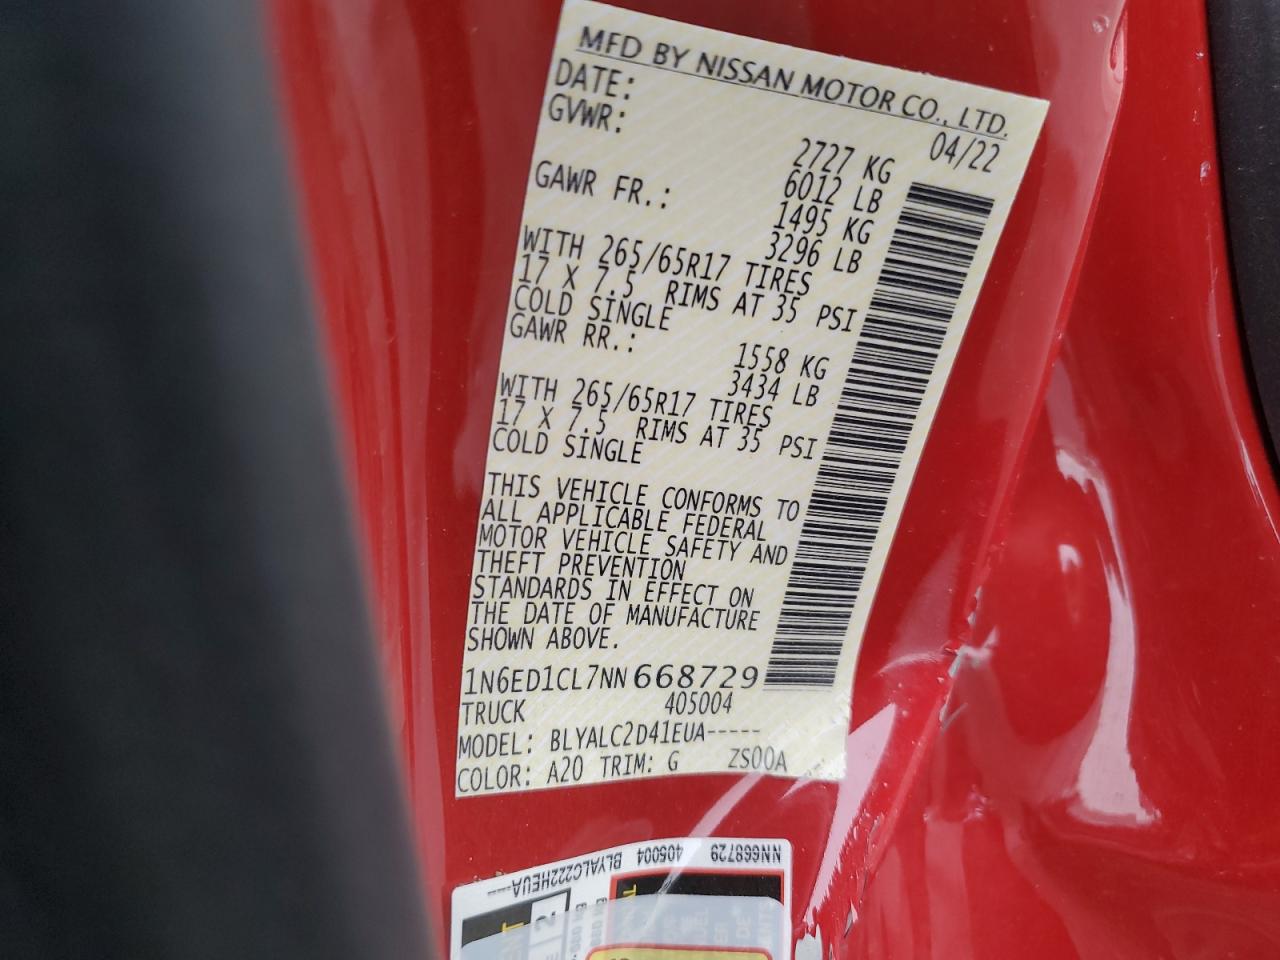 MFD BY NISSAN MOTOR CO., LTD.
DATE: 04/22
GVWR: 2727 KG
6012 LB
GAWR FR.: 1495 KG
3296 LB
WITH 265/65R17 TIRES
17 X 7.5 RIMS AT 35 PSI
COLD SINGLE
GAWR RR.: 1558 KG
3434 LB
WITH 265/65R17 TIRES
17 X 7.5 RIMS AT 35 PSI
COLD SINGLE
THIS VEHICLE CONFORMS TO
ALL APPLICABLE FEDERAL
MOTOR VEHICLE SAFETY AND
THEFT PREVENTION
STANDARDS IN EFFECT ON
THE DATE OF MANUFACTURE
SHOWN ABOVE.
1N6ED1CL7NN668729
TRUCK 405004
MODEL: BLYALC2D41EUA-----
COLOR: A20 TRIM: G ZS00A
NN668729 405004 BLYALC222HEUA----